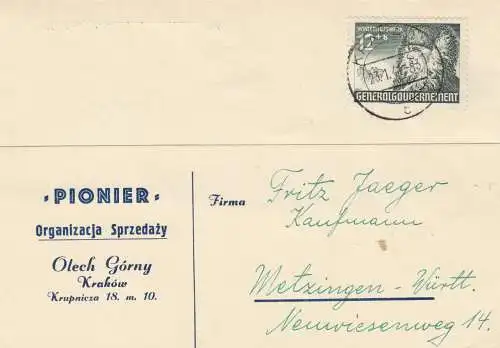 12+8
GENERALGOUVERNEMENT
• PIONIER •
Organizacja Sprzedaży
Olech Górny
Kraków
Krupnicza 18. m. 10.
Firma Fritz Jaeger
Kaufmann
Metzingen - Württ.
Neuwiesenweg 14.